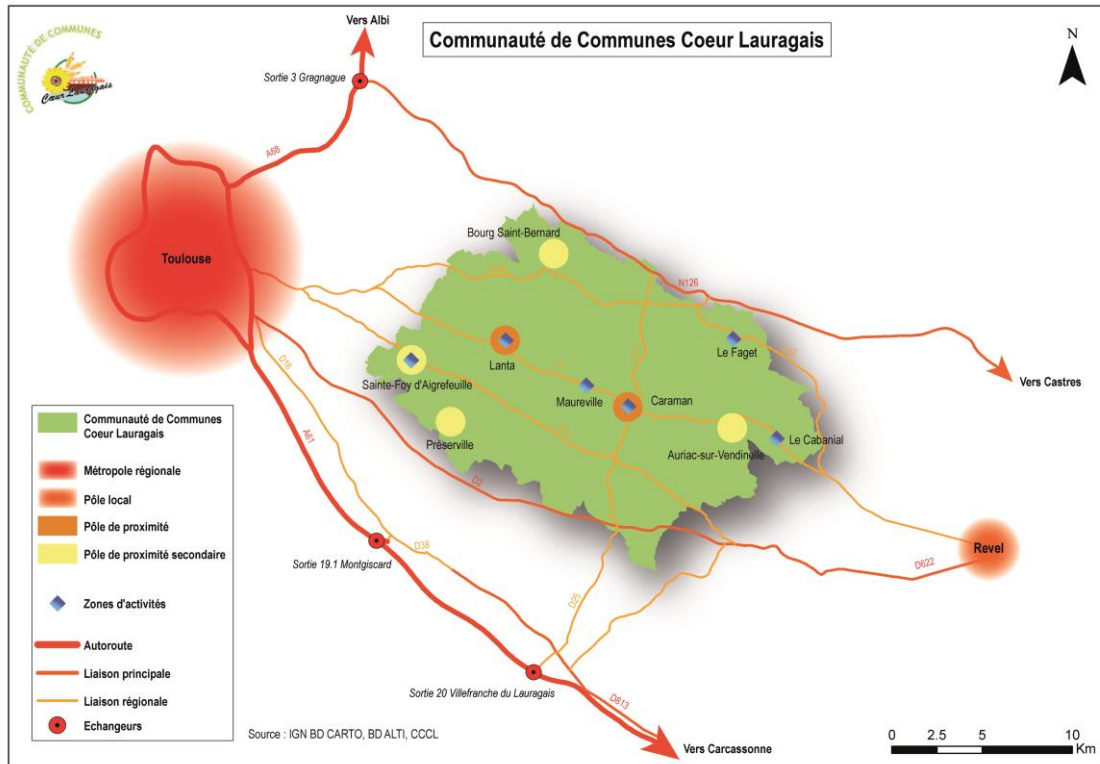 Communauté de Communes Coeur Lauragais
COMMUNAUTÉ DE COMMUNES
Cœur Lauragais
Vers Albi
N
Sortie 3 Gragnague
A68
Bourg Saint-Bernard
Toulouse
N126
Le Faget
Lanta
Vers Castres
D16
Sainte-Foy d'Aigrefeuille
Maureville
Caraman
Préserville
Auriac-sur-Vendinelle
Le Cabanial
A61
D2
Revel
D622
Sortie 19.1 Montgiscard
D38
D25
Sortie 20 Villefranche du Lauragais
D813
Vers Carcassonne
Communauté de Communes
Coeur Lauragais
Métropole régionale
Pôle local
Pôle de proximité
Pôle de proximité secondaire
Zones d'activités
Autoroute
Liaison principale
Liaison régionale
Echangeurs
Source : IGN BD CARTO, BD ALTI, CCCL
0 2.5 5 10
Km